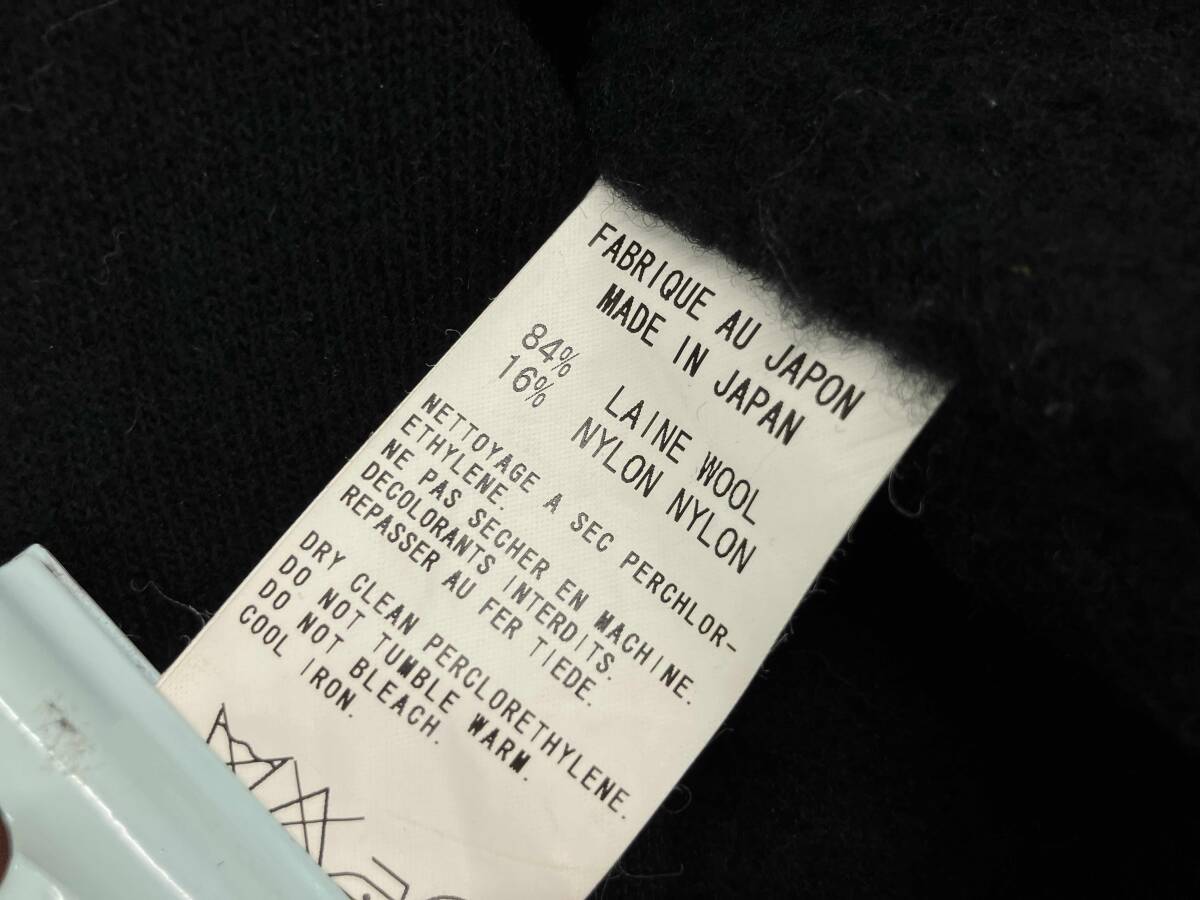 FABRIQUE AU JAPON
MADE IN JAPAN
84% LAINE WOOL
16% NYLON NYLON
NETTOYAGE A SEC PERCHLOR-
ETHYLENE.
NE PAS SECHER EN MACHINE.
DECOLORANTS INTERDITS.
REPASSER AU FER TIEDE.
DRY CLEAN PERCLORETHYLENE.
DO NOT TUMBLE WARM.
DO NOT BLEACH.
COOL IRON.